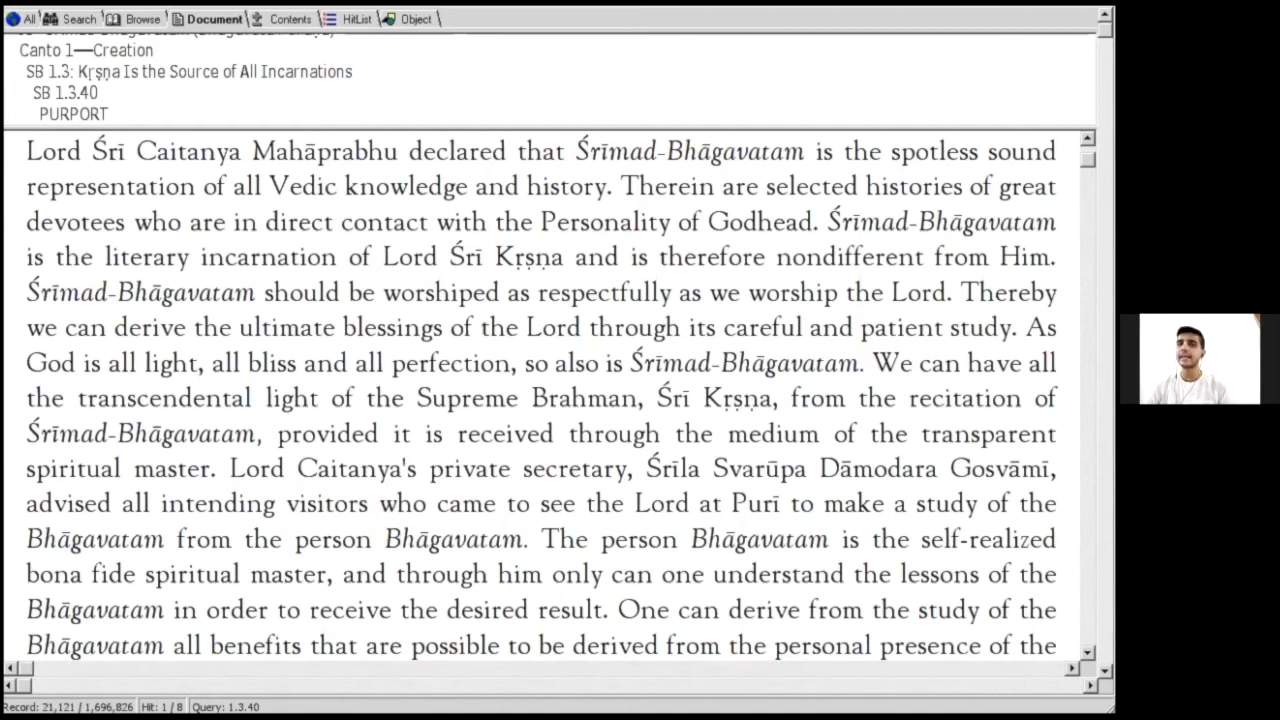 All Search Browse Document Contents HitList Object
Canto 1—Creation
SB 1.3: Kṛṣṇa Is the Source of All Incarnations
SB 1.3.40
PURPORT
Lord Śrī Caitanya Mahāprabhu declared that Śrīmad-Bhāgavatam is the spotless sound
representation of all Vedic knowledge and history. Therein are selected histories of great
devotees who are in direct contact with the Personality of Godhead. Śrīmad-Bhāgavatam
is the literary incarnation of Lord Śrī Kṛṣṇa and is therefore nondifferent from Him.
Śrīmad-Bhāgavatam should be worshiped as respectfully as we worship the Lord. Thereby
we can derive the ultimate blessings of the Lord through its careful and patient study. As
God is all light, all bliss and all perfection, so also is Śrīmad-Bhāgavatam. We can have all
the transcendental light of the Supreme Brahman, Śrī Kṛṣṇa, from the recitation of
Śrīmad-Bhāgavatam, provided it is received through the medium of the transparent
spiritual master. Lord Caitanya's private secretary, Śrīla Svarūpa Dāmodara Gosvāmī,
advised all intending visitors who came to see the Lord at Purī to make a study of the
Bhāgavatam from the person Bhāgavatam. The person Bhāgavatam is the self-realized
bona fide spiritual master, and through him only can one understand the lessons of the
Bhāgavatam in order to receive the desired result. One can derive from the study of the
Bhāgavatam all benefits that are possible to be derived from the personal presence of the
Record: 21,121 / 1,696,826 Hit: 1 / 8 Query: 1.3.40